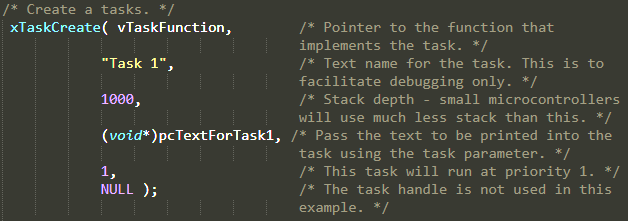 /* Create a tasks. */
xTaskCreate( vTaskFunction, /* Pointer to the function that
implements the task. */
"Task 1", /* Text name for the task. This is to
facilitate debugging only. */
1000, /* Stack depth - small microcontrollers
will use much less stack than this. */
(void*)pcTextForTask1, /* Pass the text to be printed into the
task using the task parameter. */
1, /* This task will run at priority 1. */
NULL ); /* The task handle is not used in this
example. */